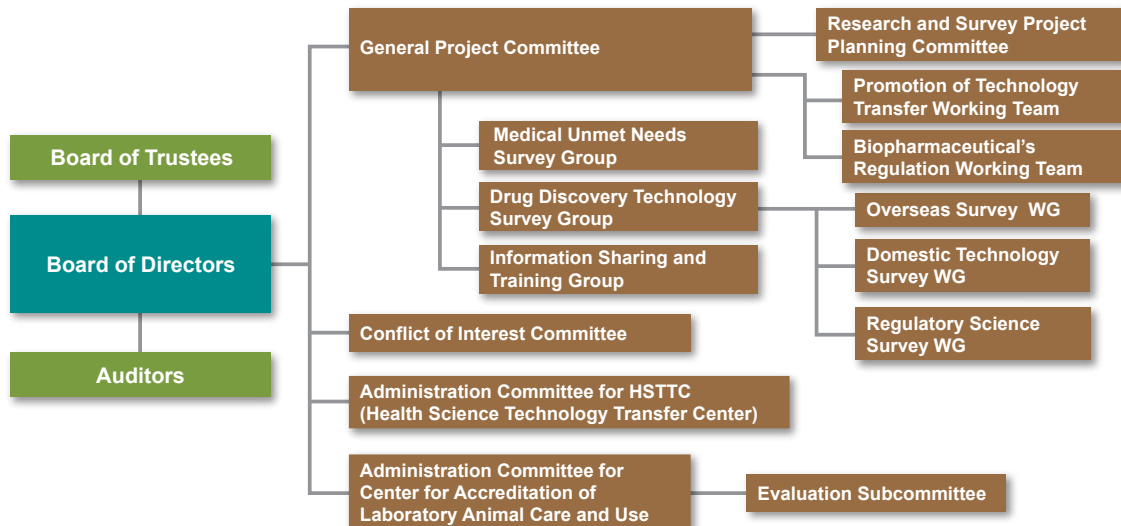 Board of Trustees
Board of Directors
Auditors
General Project Committee
Research and Survey Project
Planning Committee
Promotion of Technology
Transfer Working Team
Biopharmaceutical's
Regulation Working Team
Medical Unmet Needs
Survey Group
Drug Discovery Technology
Survey Group
Information Sharing and
Training Group
Overseas Survey WG
Domestic Technology
Survey WG
Regulatory Science
Survey WG
Conflict of Interest Committee
Administration Committee for HSTTC
(Health Science Technology Transfer Center)
Administration Committee for
Center for Accreditation of
Laboratory Animal Care and Use
Evaluation Subcommittee